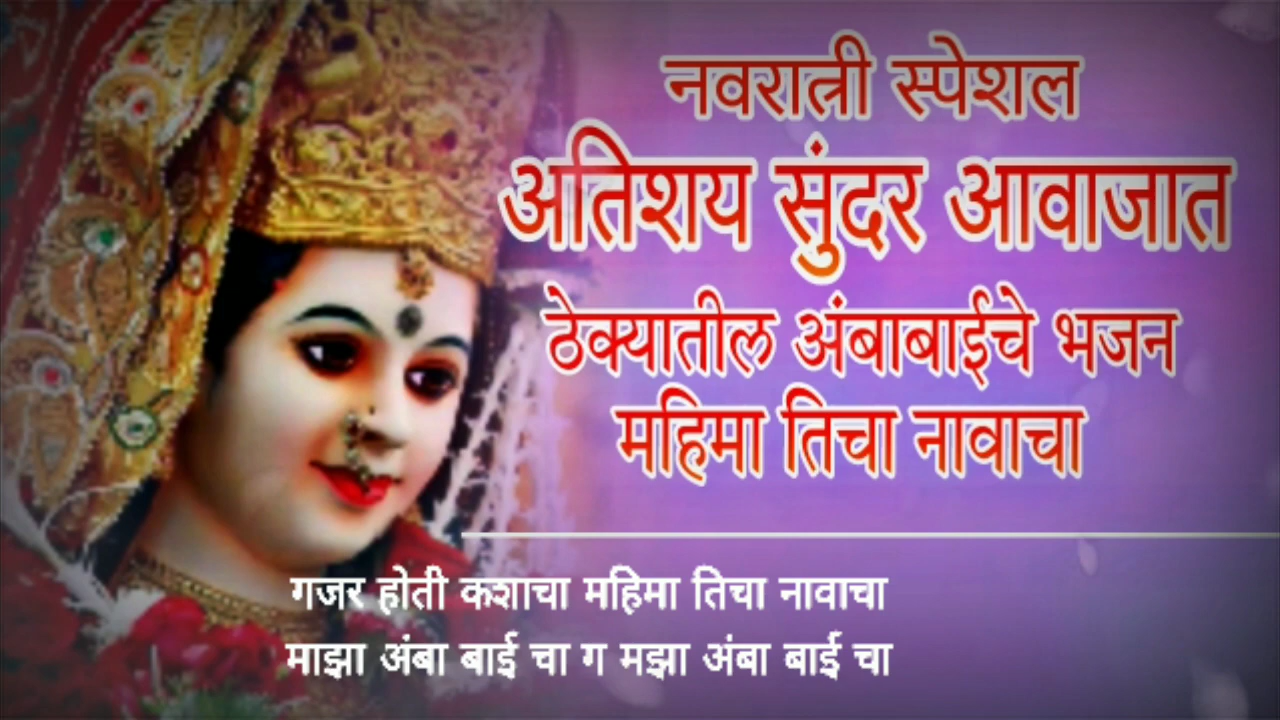 नवरात्री स्पेशल
अतिशय सुंदर आवाजात
ठेक्यातील अंबाबाईचे भजन
महिमा तिचा नावाचा
गजर होती कशाचा महिमा तिचा नावाचा
माझा अंबा बाई चा ग मझा अंबा बाई चा